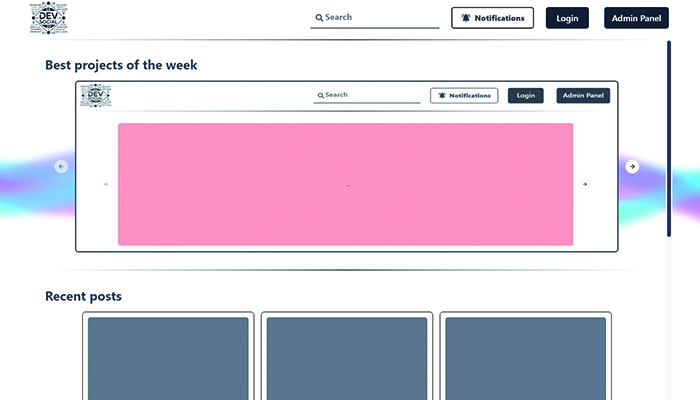 DEV
SOCIAL
Search
Notifications
Login
Admin Panel
Best projects of the week
DEV
SOCIAL
Search
Notifications
Login
Admin Panel
Recent posts